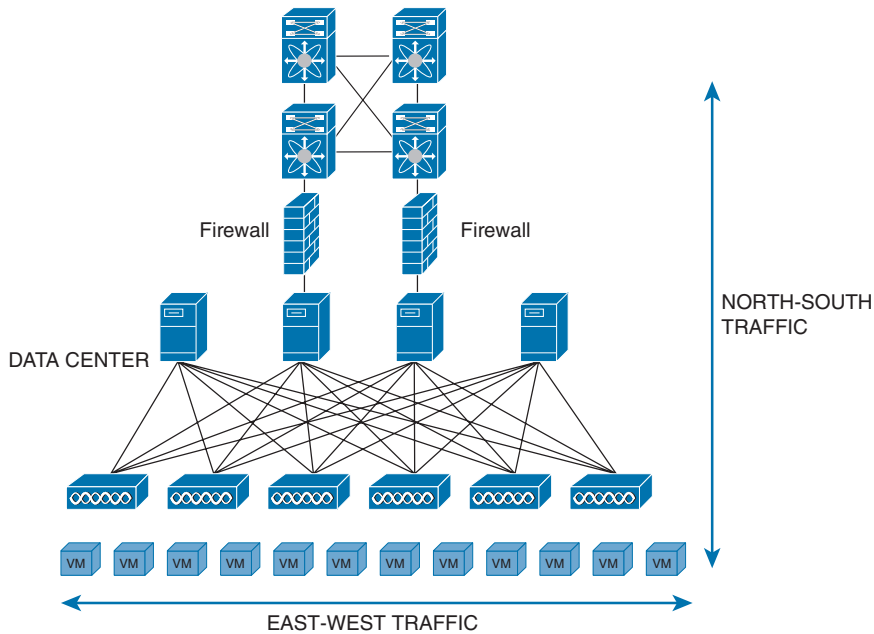 Firewall
Firewall
NORTH-SOUTH
TRAFFIC
DATA CENTER
VM VM VM VM VM VM VM VM VM VM VM VM
EAST-WEST TRAFFIC